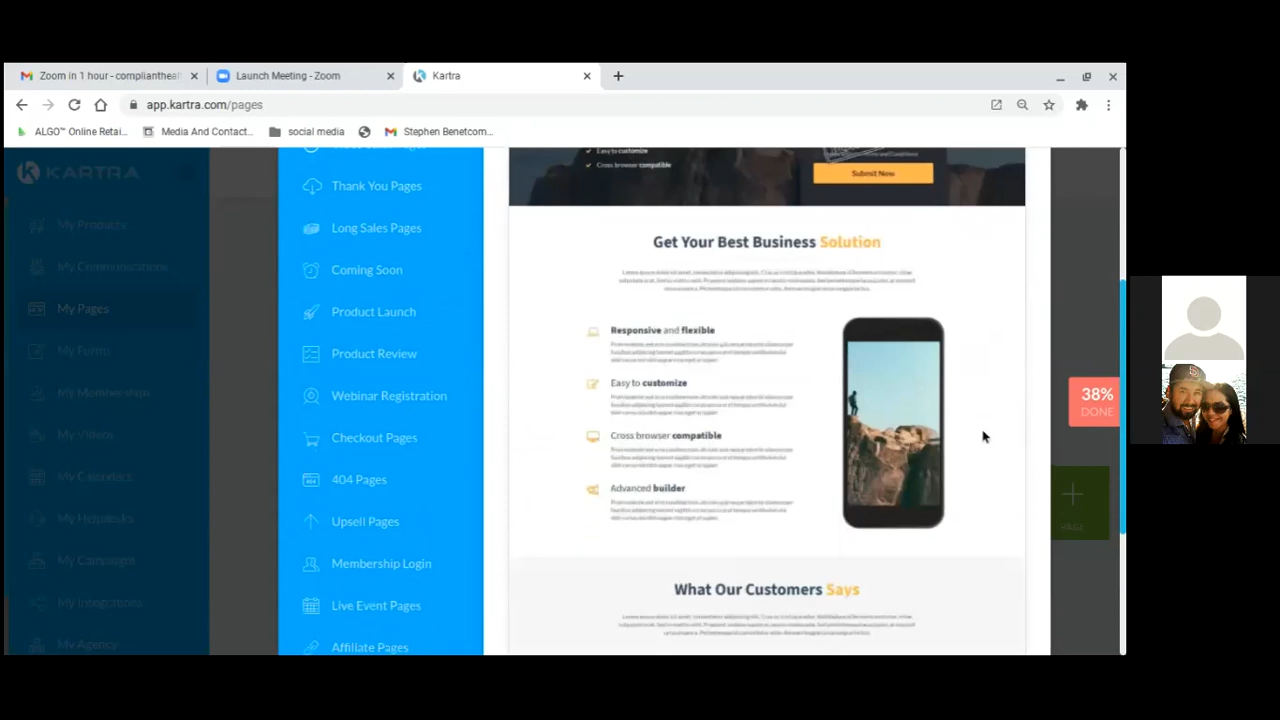 Zoom in 1 hour - complianthealt
Launch Meeting - Zoom
Kartra
app.kartra.com/pages
ALGO™ Online Retai...
Media And Contact...
social media
Stephen Benetcom...
KARTRA
My Products
My Communications
My Pages
My Forms
My Memberships
My Videos
My Calendars
My Helpdesks
My Campaigns
My Integrations
My Agency
Thank You Pages
Long Sales Pages
Coming Soon
Product Launch
Product Review
Webinar Registration
Checkout Pages
404 Pages
Upsell Pages
Membership Login
Live Event Pages
Affiliate Pages
Easy to customize
Cross browser compatible
Submit Now
Get Your Best Business Solution
Responsive and flexible
Easy to customize
Cross browser compatible
Advanced builder
What Our Customers Says
38%
DONE
PAGE